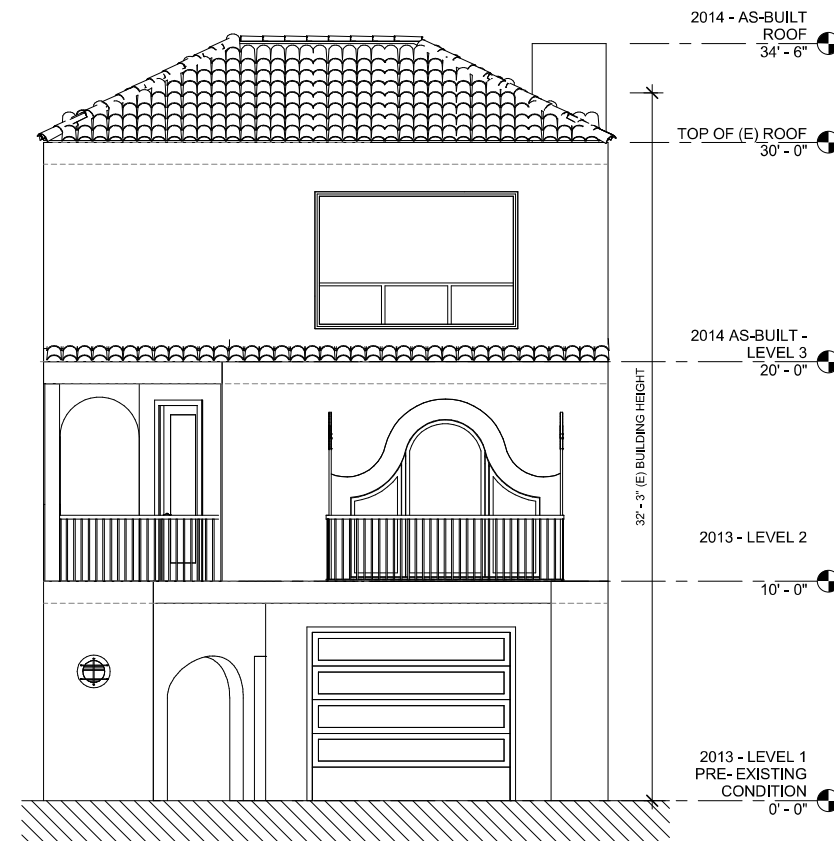 2014 - AS-BUILT
ROOF
34' - 6"
TOP OF (E) ROOF
30' - 0"
2014 AS-BUILT -
LEVEL 3
20' - 0"
32' - 3" (E) BUILDING HEIGHT
2013 - LEVEL 2
10' - 0"
2013 - LEVEL 1
PRE- EXISTING
CONDITION
0' - 0"